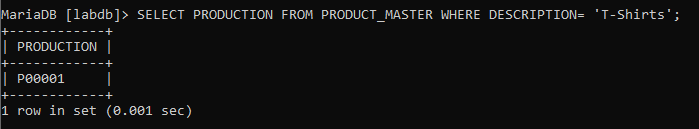 MariaDB [labdb]> SELECT PRODUCTION FROM PRODUCT_MASTER WHERE DESCRIPTION= 'T-Shirts';
+------------+
| PRODUCTION |
+------------+
| P00001     |
+------------+
1 row in set (0.001 sec)